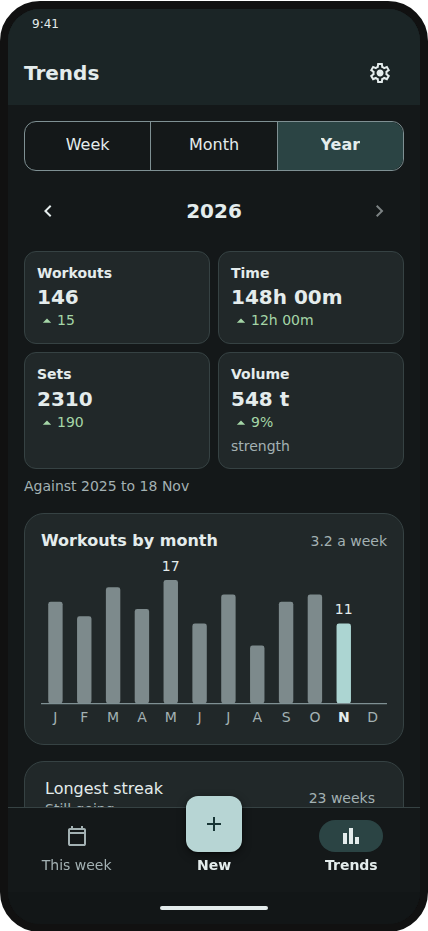 9:41
Trends
Week Month Year
2026
Workouts
146
15
Time
148h 00m
12h 00m
Sets
2310
190
Volume
548 t
9%
strength
Against 2025 to 18 Nov
Workouts by month 3.2 a week
17
11
J F M A M J J A S O N D
Longest streak
Still going
23 weeks
This week New Trends